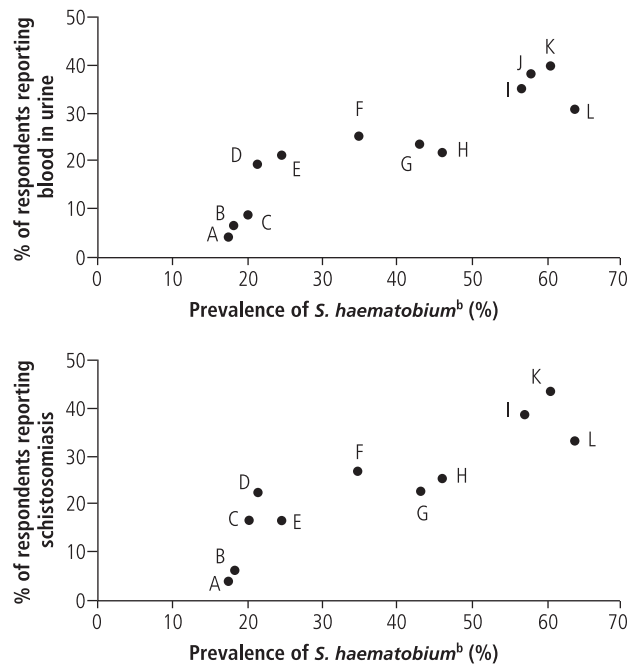 50
40
30
20
10
0
% of respondents reporting
blood in urine
A
B
C
D
E
F
G
H
I
J
K
L
0 10 20 30 40 50 60 70
Prevalence of S. haematobiumᵇ (%)
50
40
30
20
10
0
% of respondents reporting
schistosomiasis
A
B
C
D
E
F
G
H
I
K
L
0 10 20 30 40 50 60 70
Prevalence of S. haematobiumᵇ (%)